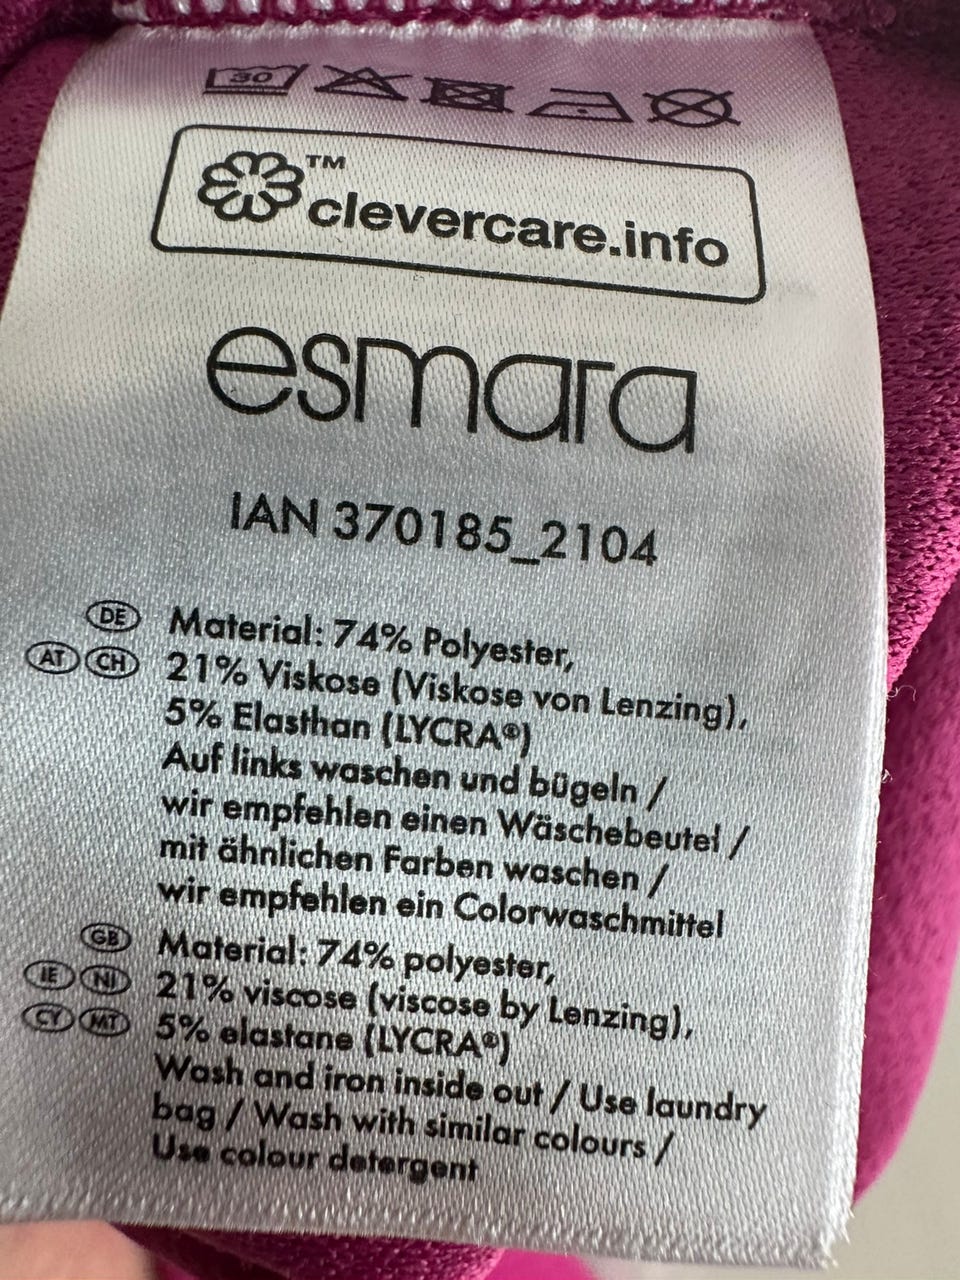 30
™
clevercare.info
esmara
IAN 370185_2104
DE Material: 74% Polyester,
AT CH 21% Viskose (Viskose von Lenzing),
5% Elasthan (LYCRA®)
Auf links waschen und bügeln /
wir empfehlen einen Wäschebeutel /
mit ähnlichen Farben waschen /
wir empfehlen ein Colorwaschmittel
GB Material: 74% polyester,
IE NI 21% viscose (viscose by Lenzing),
CY MT 5% elastane (LYCRA®)
Wash and iron inside out / Use laundry
bag / Wash with similar colours /
Use colour detergent